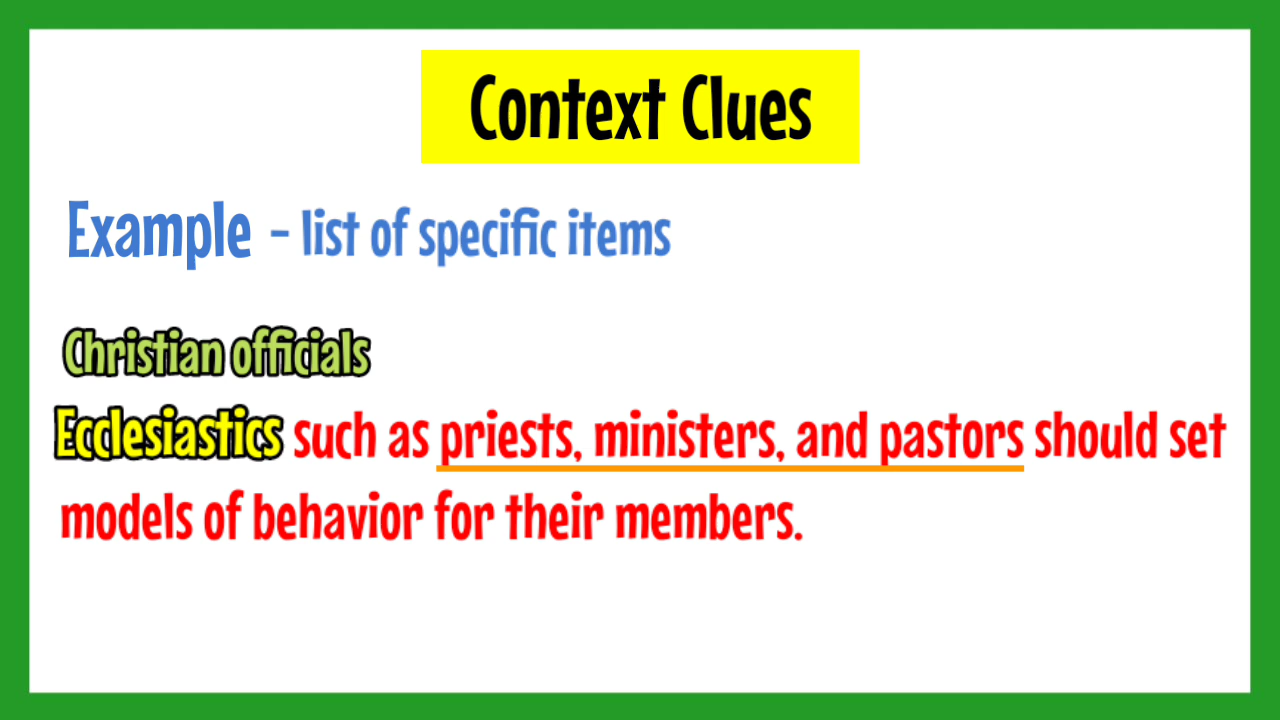 Context Clues
Example - list of specific items
Christian officials
Ecclesiastics such as priests, ministers, and pastors should set
models of behavior for their members.